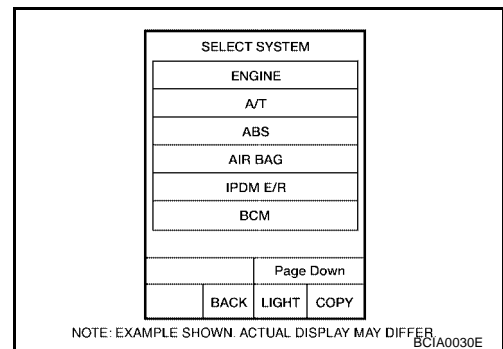 SELECT SYSTEM
ENGINE
A/T
ABS
AIR BAG
IPDM E/R
BCM
Page Down
BACK LIGHT COPY
NOTE: EXAMPLE SHOWN. ACTUAL DISPLAY MAY DIFFER
BCIA0030E